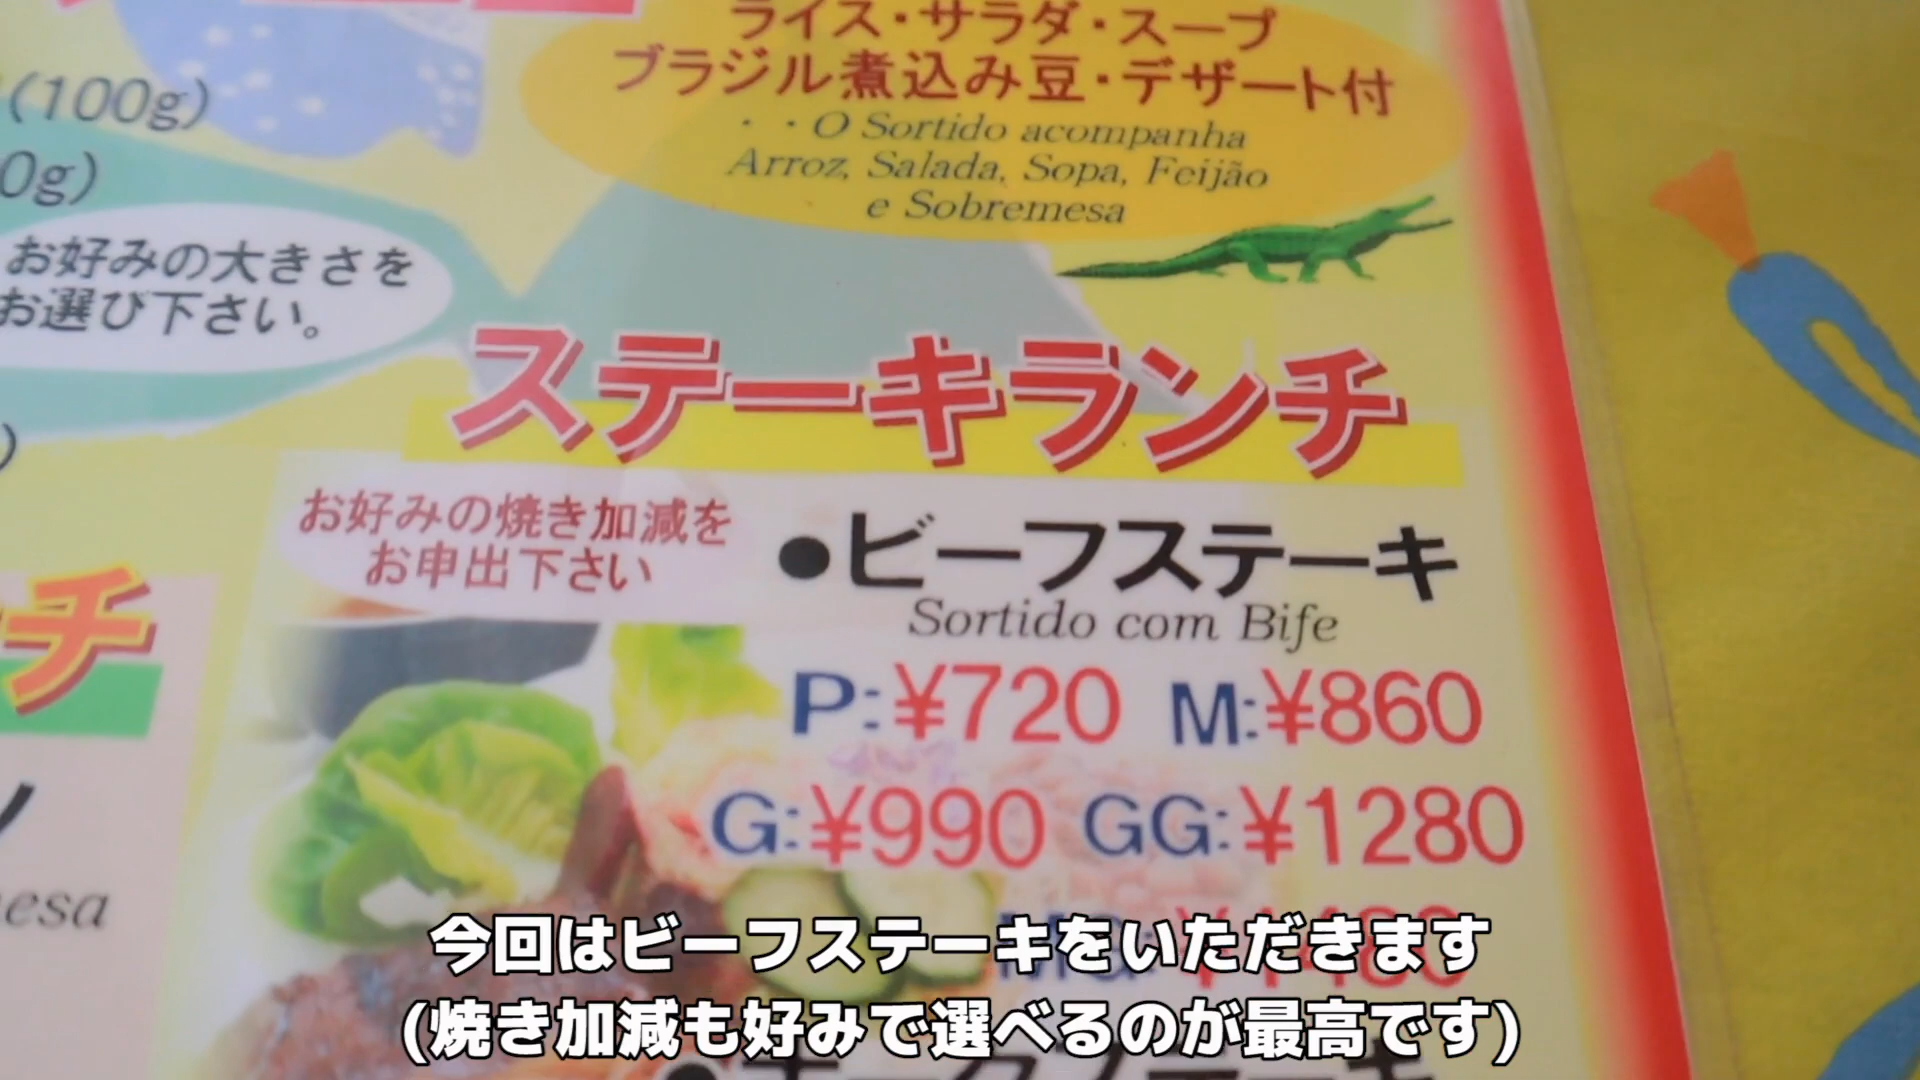 ライス・サラダ・スープ
ブラジル煮込み豆・デザート付
・・O Sortido acompanha
Arroz, Salada, Sopa, Feijão
e Sobremesa
(100g)
0g)
お好みの大きさを
お選び下さい。
ステーキランチ
お好みの焼き加減を
お申出下さい
●ビーフステーキ
Sortido com Bife
P:¥720 M:¥860
G:¥990 GG:¥1280
チ
esa
今回はビーフステーキをいただきます
(焼き加減も好みで選べるのが最高です)